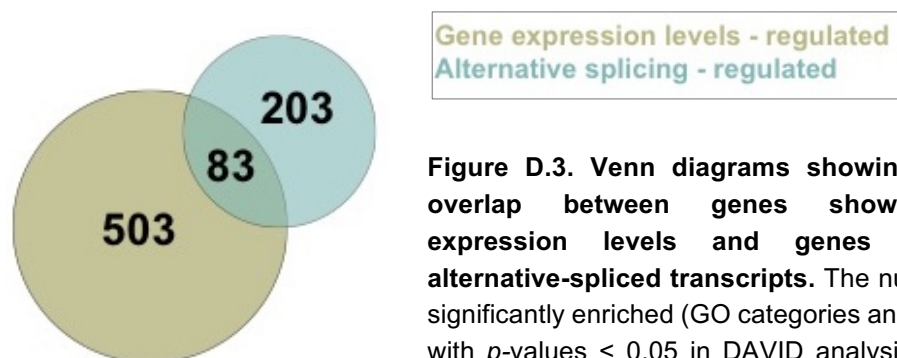 Gene expression levels - regulated
Alternative splicing - regulated
203
83
503
Figure D.3. Venn diagrams showin
overlap between genes show
expression levels and genes
alternative-spliced transcripts. The nu
significantly enriched (GO categories an
with p-values < 0.05 in DAVID analysi